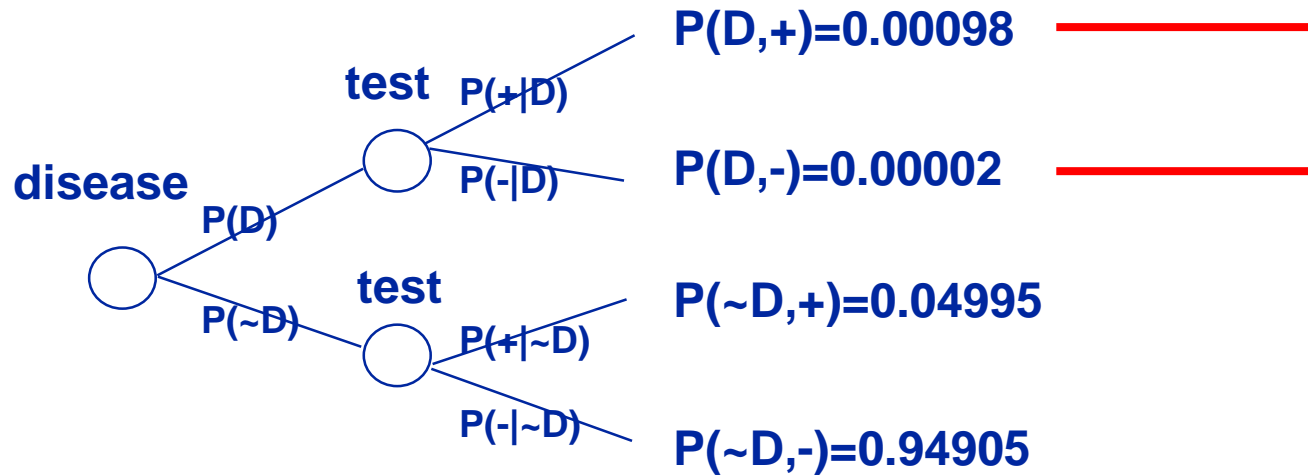 P(D,+)=0.00098
test
P(+|D)
P(-|D)
P(D,-)=0.00002
disease
P(D)
test
P(~D)
P(~D,+)=0.04995
P(+|~D)
P(-|~D)
P(~D,-)=0.94905